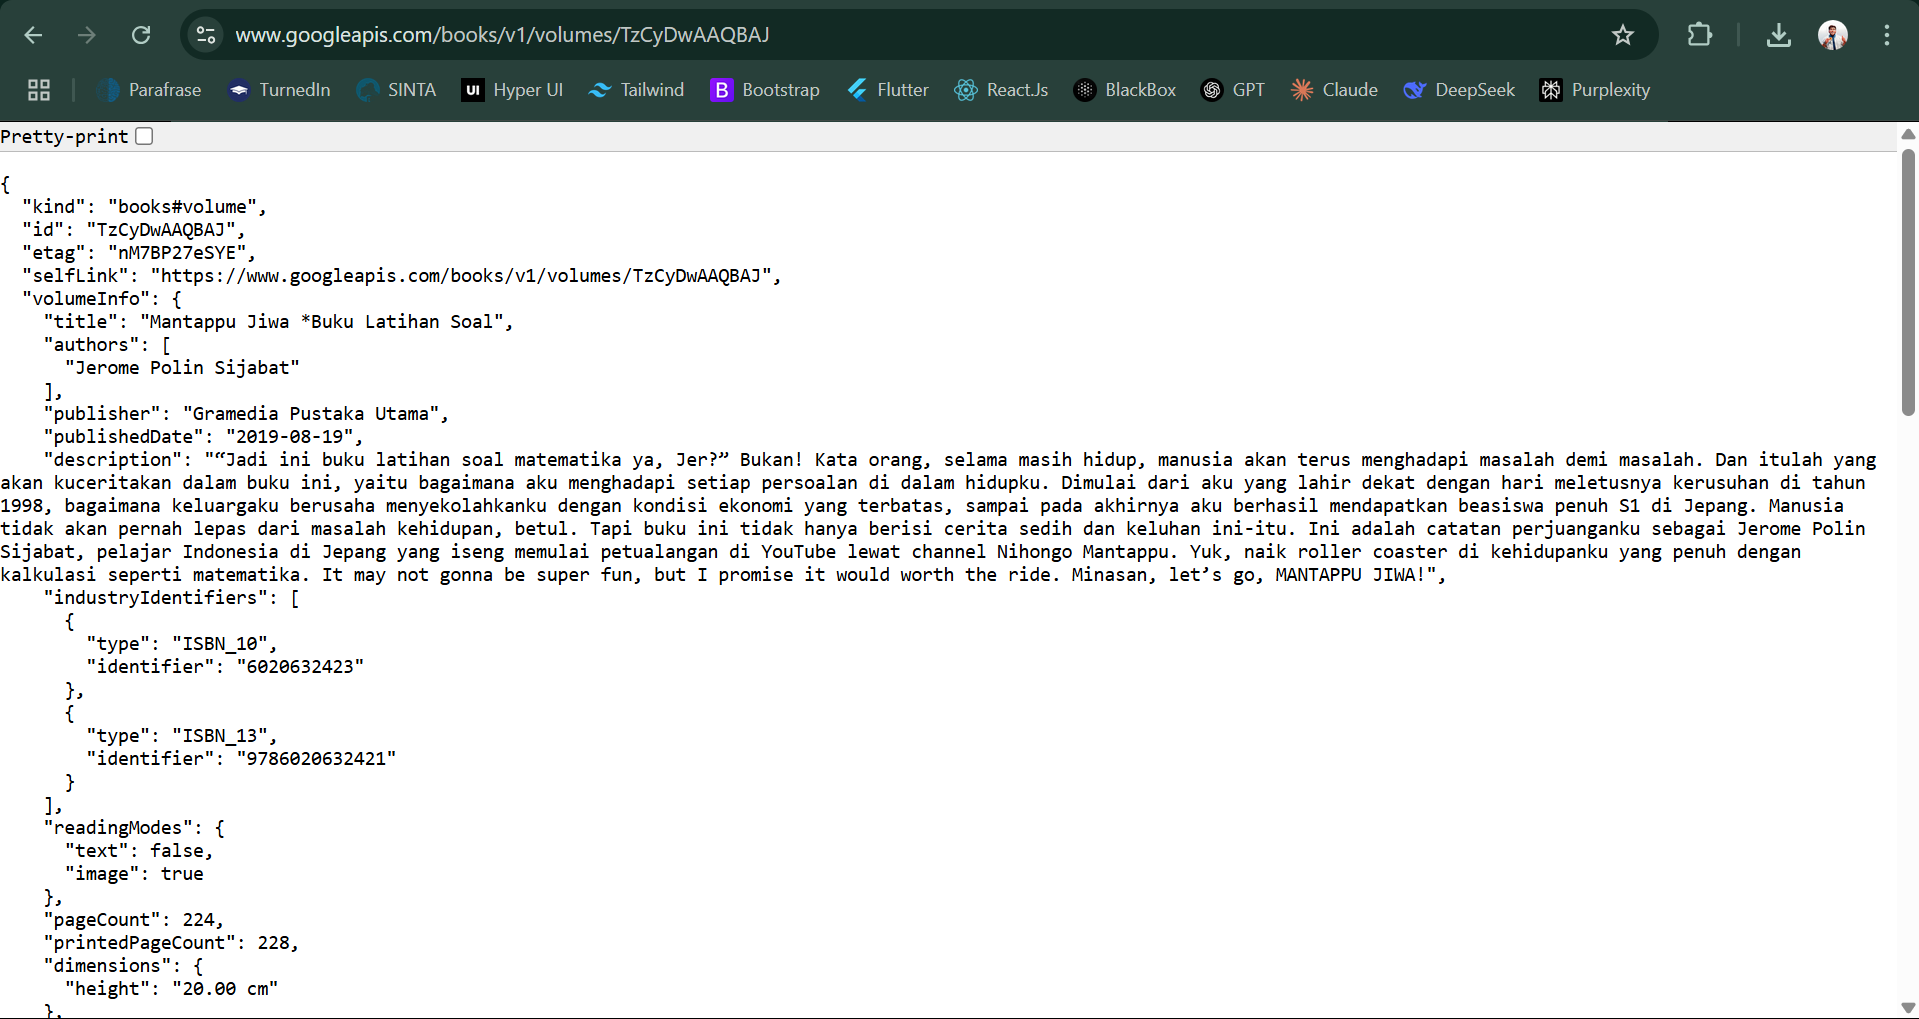 www.googleapis.com/books/v1/volumes/TzCyDwAAQBAJ
Parafrase TurnedIn SINTA UI Hyper UI Tailwind B Bootstrap Flutter React.Js BlackBox GPT Claude DeepSeek Purplexity
Pretty-print
{
  "kind": "books#volume",
  "id": "TzCyDwAAQBAJ",
  "etag": "nM7BP27eSYE",
  "selfLink": "https://www.googleapis.com/books/v1/volumes/TzCyDwAAQBAJ",
  "volumeInfo": {
    "title": "Mantappu Jiwa *Buku Latihan Soal",
    "authors": [
      "Jerome Polin Sijabat"
    ],
    "publisher": "Gramedia Pustaka Utama",
    "publishedDate": "2019-08-19",
    "description": "“Jadi ini buku latihan soal matematika ya, Jer?” Bukan! Kata orang, selama masih hidup, manusia akan terus menghadapi masalah demi masalah. Dan itulah yang
akan kuceritakan dalam buku ini, yaitu bagaimana aku menghadapi setiap persoalan di dalam hidupku. Dimulai dari aku yang lahir dekat dengan hari meletusnya kerusuhan di tahun
1998, bagaimana keluargaku berusaha menyekolahkanku dengan kondisi ekonomi yang terbatas, sampai pada akhirnya aku berhasil mendapatkan beasiswa penuh S1 di Jepang. Manusia
tidak akan pernah lepas dari masalah kehidupan, betul. Tapi buku ini tidak hanya berisi cerita sedih dan keluhan ini-itu. Ini adalah catatan perjuanganku sebagai Jerome Polin
Sijabat, pelajar Indonesia di Jepang yang iseng memulai petualangan di YouTube lewat channel Nihongo Mantappu. Yuk, naik roller coaster di kehidupanku yang penuh dengan
kalkulasi seperti matematika. It may not gonna be super fun, but I promise it would worth the ride. Minasan, let’s go, MANTAPPU JIWA!",
    "industryIdentifiers": [
      {
        "type": "ISBN_10",
        "identifier": "6020632423"
      },
      {
        "type": "ISBN_13",
        "identifier": "9786020632421"
      }
    ],
    "readingModes": {
      "text": false,
      "image": true
    },
    "pageCount": 224,
    "printedPageCount": 228,
    "dimensions": {
      "height": "20.00 cm"
    },